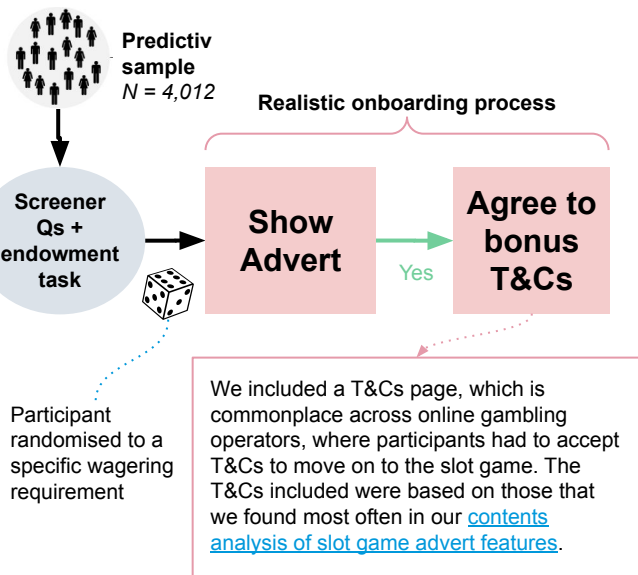 Predictiv
sample
N = 4,012
Realistic onboarding process
Screener
Qs +
endowment
task
Show
Advert
Yes
Agree to
bonus
T&Cs
Participant
randomised to a
specific wagering
requirement
We included a T&Cs page, which is
commonplace across online gambling
operators, where participants had to accept
T&Cs to move on to the slot game. The
T&Cs included were based on those that
we found most often in our contents
analysis of slot game advert features.